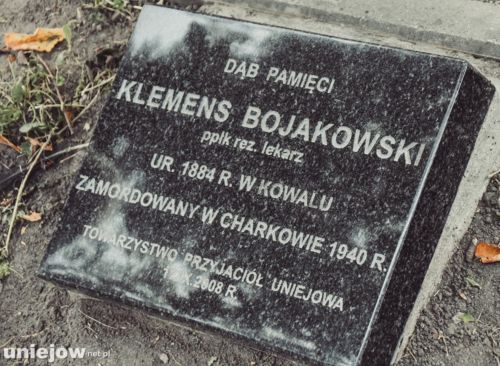 DĄB PAMIĘCI
KLEMENS BOJAKOWSKI
ppłk rez. lekarz
UR. 1884 R. W KOWALU
ZAMORDOWANY W CHARKOWIE 1940 R.
TOWARZYSTWO PRZYJACIÓŁ UNIEJOWA
2008 R.
uniejow.net.pl